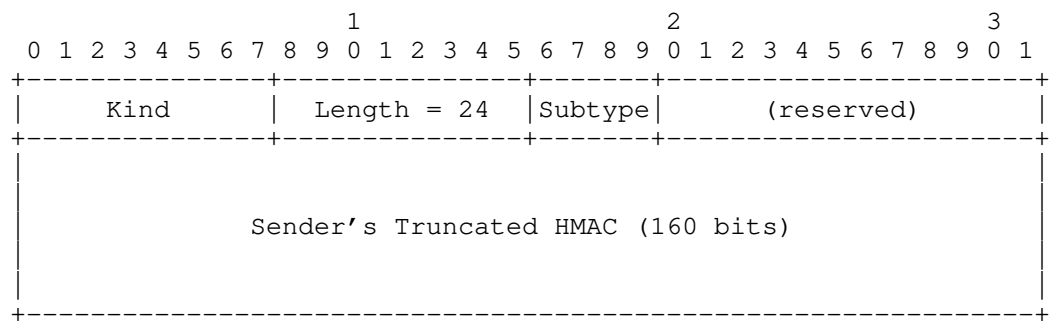 1                   2                   3
 0 1 2 3 4 5 6 7 8 9 0 1 2 3 4 5 6 7 8 9 0 1 2 3 4 5 6 7 8 9 0 1
+---------------+---------------+-------+-----------------------+
|     Kind      |  Length = 24  |Subtype|      (reserved)       |
+---------------+---------------+-------+-----------------------+
|                                                               |
|                                                               |
|              Sender’s Truncated HMAC (160 bits)               |
|                                                               |
|                                                               |
+---------------------------------------------------------------+